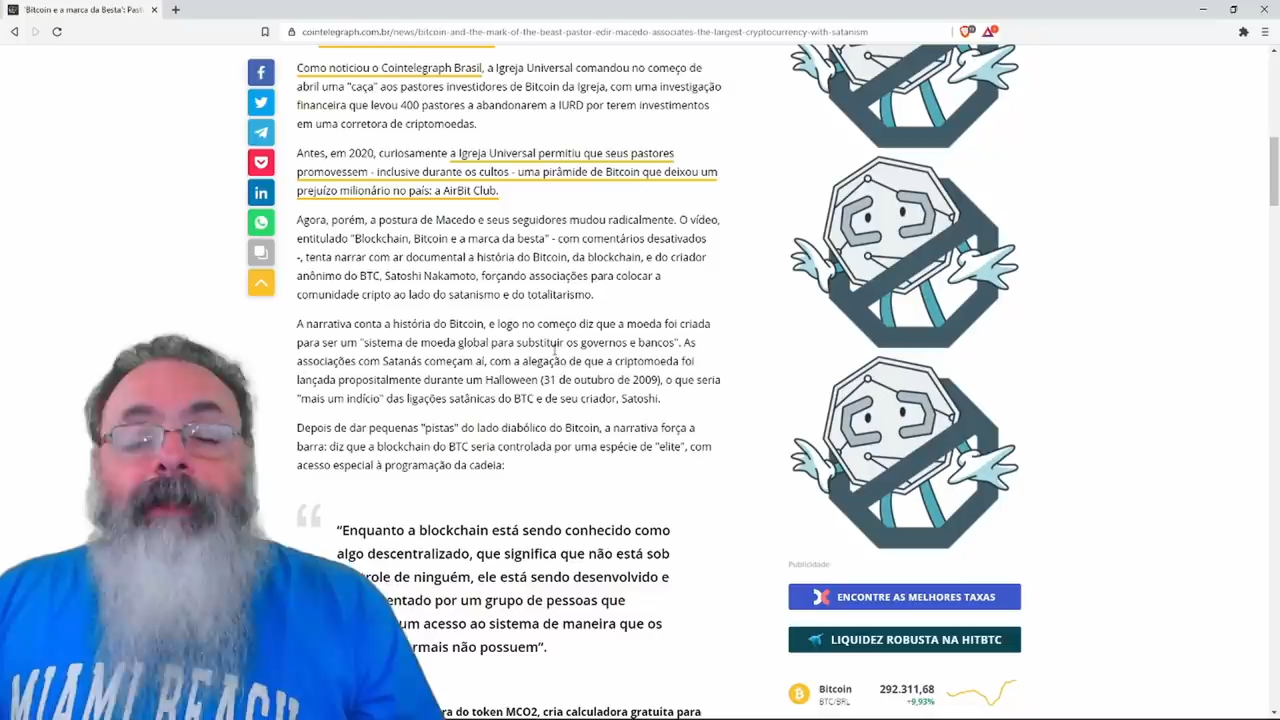 'Bitcoin e a marca da Besta': Past
cointelegraph.com.br/news/bitcoin-and-the-mark-of-the-beast-pastor-edir-macedo-associates-the-largest-cryptocurrency-with-satanism
Como noticiou o Cointelegraph Brasil, a Igreja Universal comandou no começo de
abril uma "caça" aos pastores investidores de Bitcoin da Igreja, com uma investigação
financeira que levou 400 pastores a abandonarem a IURD por terem investimentos
em uma corretora de criptomoedas.
Antes, em 2020, curiosamente a Igreja Universal permitiu que seus pastores
promovessem - inclusive durante os cultos - uma pirâmide de Bitcoin que deixou um
prejuízo milionário no país: a AirBit Club.
Agora, porém, a postura de Macedo e seus seguidores mudou radicalmente. O vídeo,
entitulado "Blockchain, Bitcoin e a marca da besta" - com comentários desativados
-, tenta narrar com ar documental a história do Bitcoin, da blockchain, e do criador
anônimo do BTC, Satoshi Nakamoto, forçando associações para colocar a
comunidade cripto ao lado do satanismo e do totalitarismo.
A narrativa conta a história do Bitcoin, e logo no começo diz que a moeda foi criada
para ser um "sistema de moeda global para substituir os governos e bancos". As
associações com Satanás começam aí, com a alegação de que a criptomoeda foi
lançada propositalmente durante um Halloween (31 de outubro de 2009), o que seria
"mais um indício" das ligações satânicas do BTC e de seu criador, Satoshi.
Depois de dar pequenas "pistas" do lado diabólico do Bitcoin, a narrativa força a
barra: diz que a blockchain do BTC seria controlada por uma espécie de "elite", com
acesso especial à programação da cadeia:
“Enquanto a blockchain está sendo conhecido como
algo descentralizado, que significa que não está sob
role de ninguém, ele está sendo desenvolvido e
entado por um grupo de pessoas que
um acesso ao sistema de maneira que os
rmais não possuem”.
ra do token MCO2, cria calculadora gratuita para
Publicidade
ENCONTRE AS MELHORES TAXAS
LIQUIDEZ ROBUSTA NA HITBTC
Bitcoin 292.311,68
BTC/BRL +9,93%